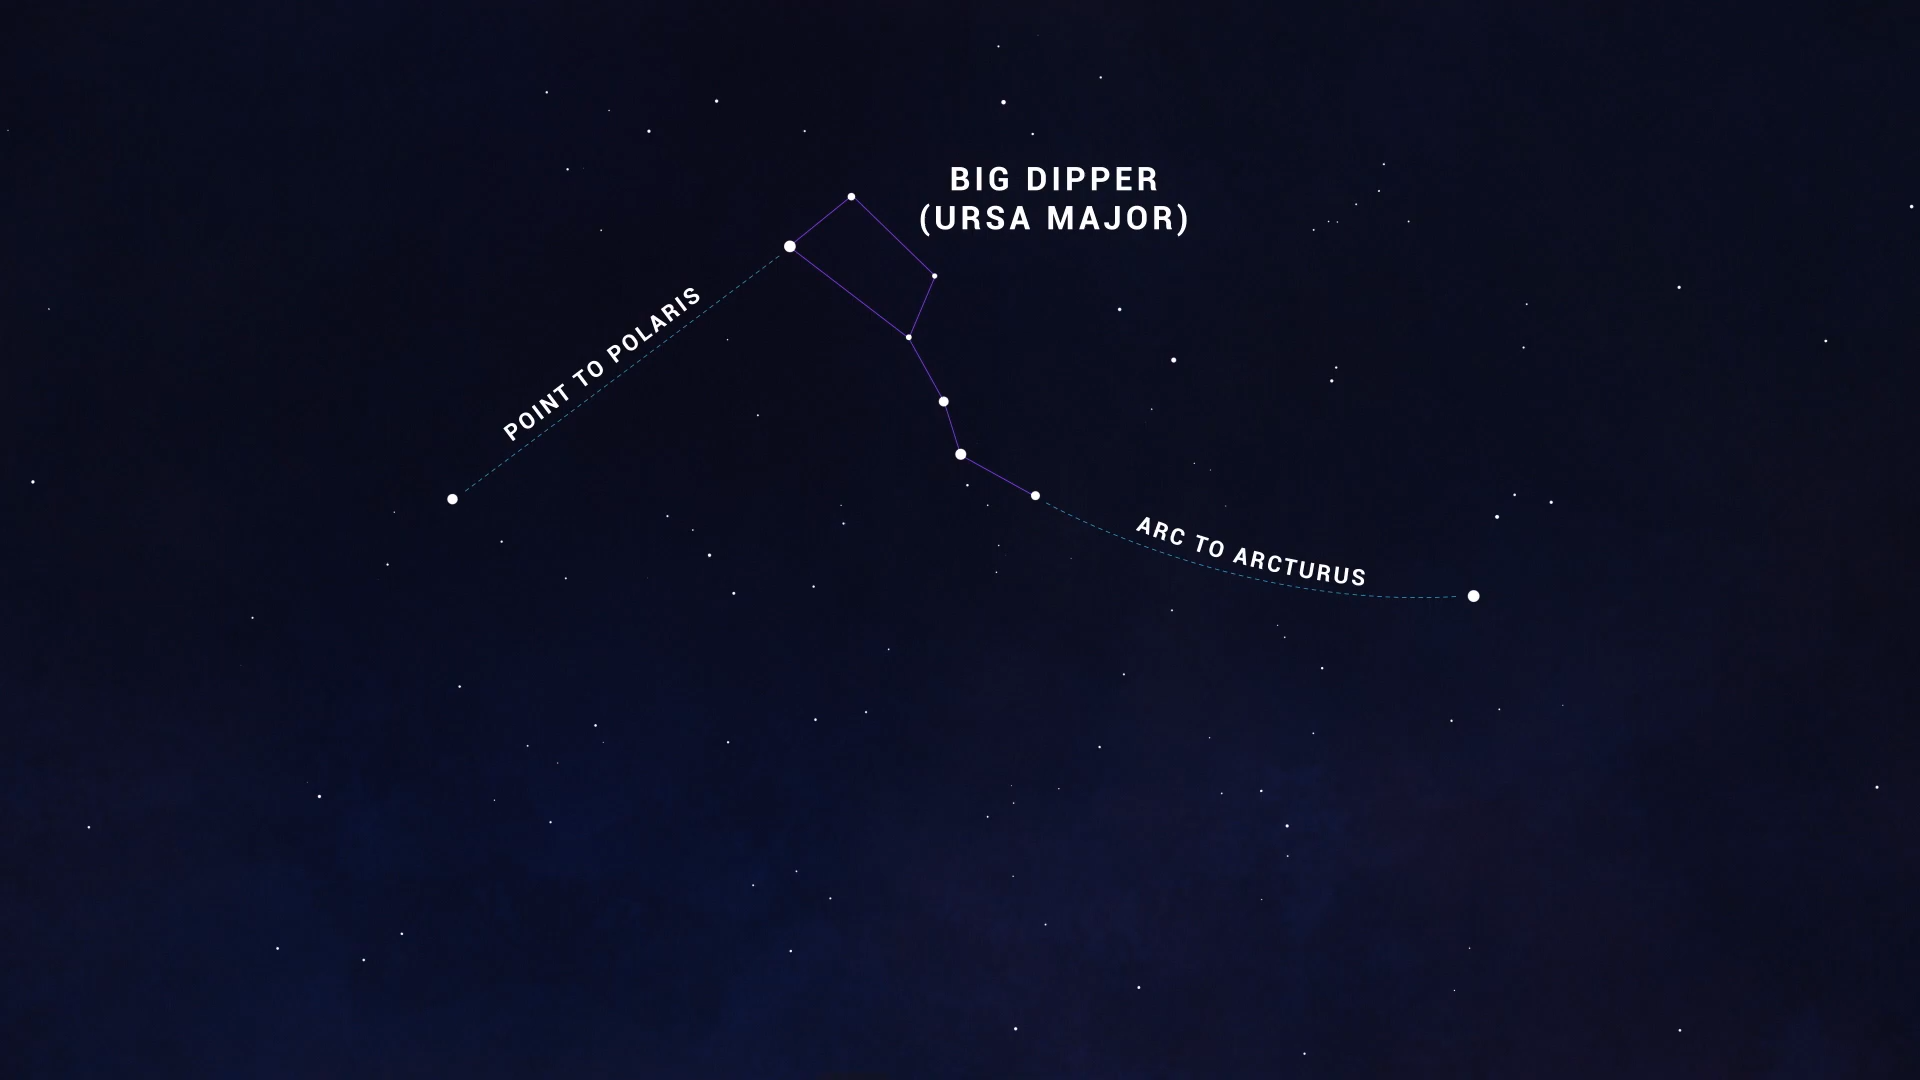 BIG DIPPER
(URSA MAJOR)
POINT TO POLARIS
ARC TO ARCTURUS